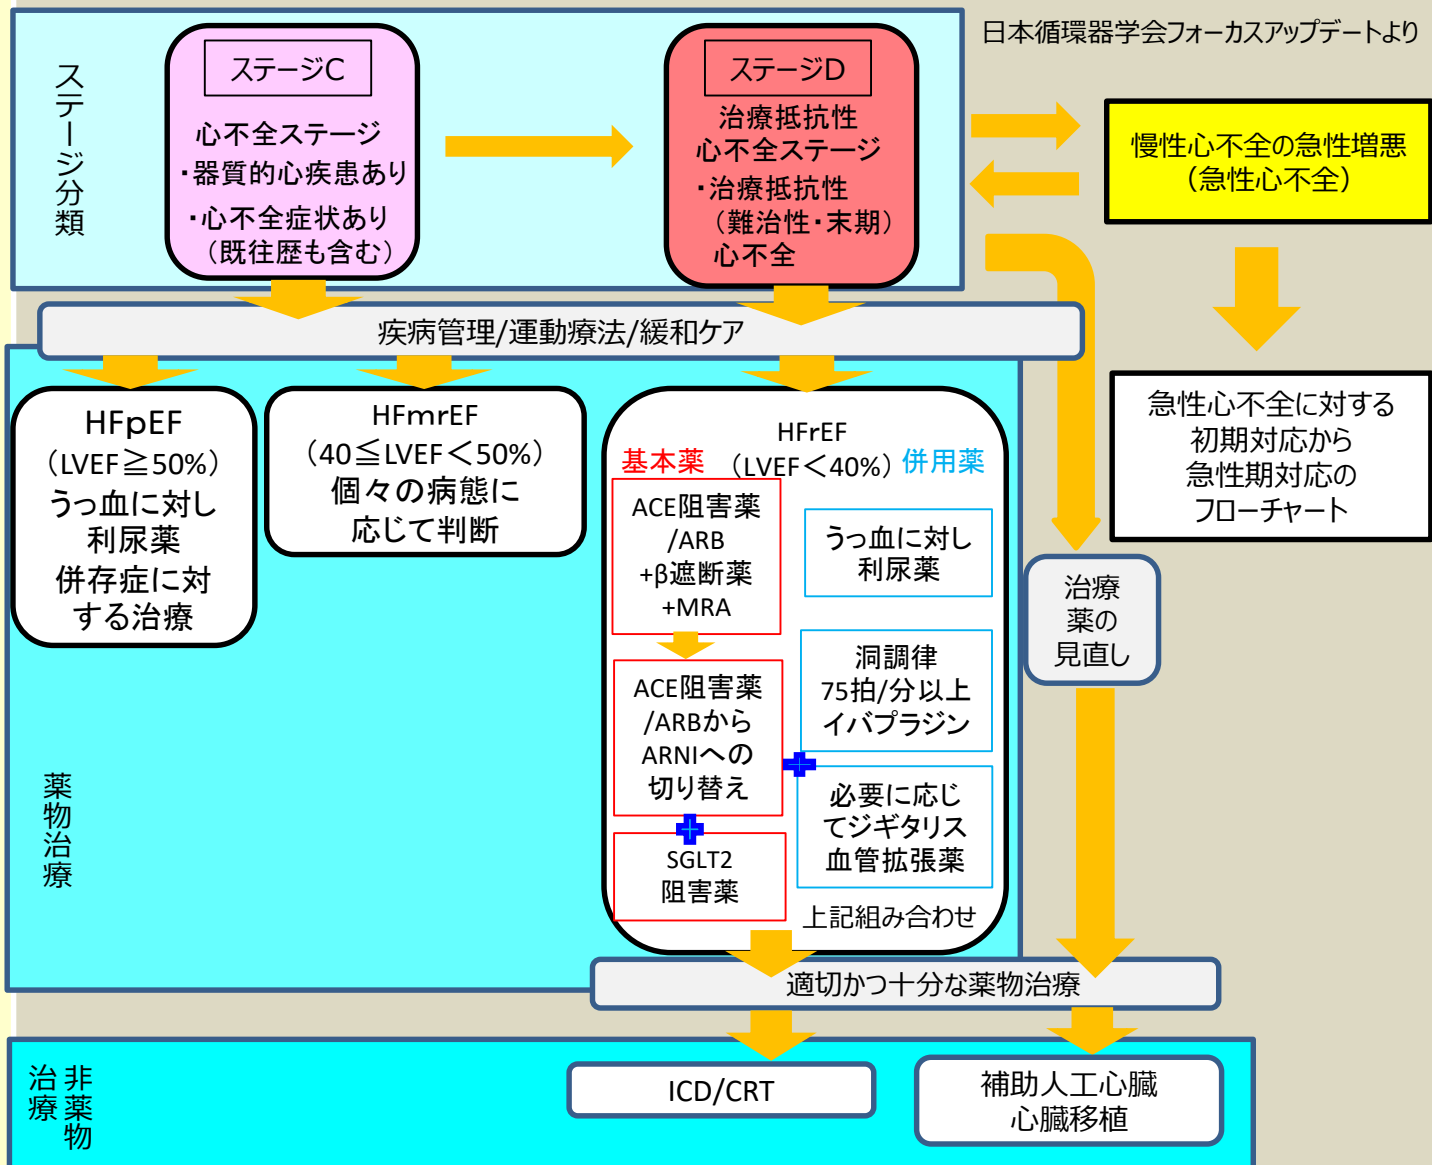 日本循環器学会フォーカスアップデートより
ステージ分類
ステージC
心不全ステージ
・器質的心疾患あり
・心不全症状あり
（既往歴も含む）
ステージD
治療抵抗性
心不全ステージ
・治療抵抗性
（難治性・末期）
心不全
慢性心不全の急性増悪
（急性心不全）
疾病管理/運動療法/緩和ケア
急性心不全に対する
初期対応から
急性期対応の
フローチャート
薬物治療
HFpEF
（LVEF≧50%）
うっ血に対し
利尿薬
併存症に対
する治療
HFmrEF
（40≦LVEF＜50%）
個々の病態に
応じて判断
HFrEF
（LVEF＜40%）
基本薬
併用薬
ACE阻害薬
/ARB
+β遮断薬
+MRA
ACE阻害薬
/ARBから
ARNIへの
切り替え
SGLT2
阻害薬
うっ血に対し
利尿薬
洞調律
75拍/分以上
イバプラジン
必要に応じ
てジギタリス
血管拡張薬
上記組み合わせ
治療
薬の
見直し
適切かつ十分な薬物治療
非薬物
治療
ICD/CRT
補助人工心臓
心臓移植